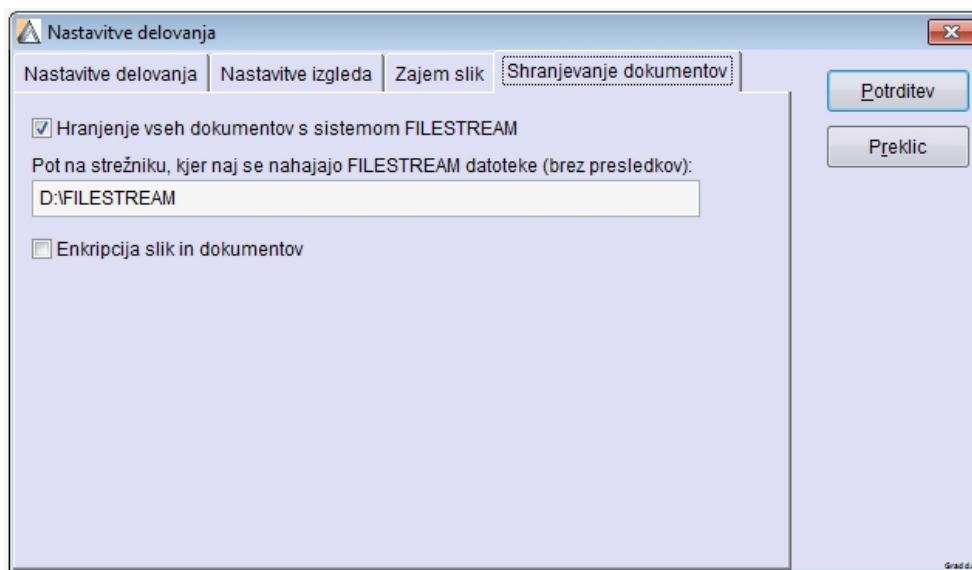 Nastavitve delovanja
Nastavitve delovanja
Nastavitve izgleda
Zajem slik
Shranjevanje dokumentov
Potrditev
Preklic
Hranjenje vseh dokumentov s sistemom FILESTREAM
Pot na strežniku, kjer naj se nahajajo FILESTREAM datoteke (brez presledkov):
D:\FILESTREAM
Enkripcija slik in dokumentov